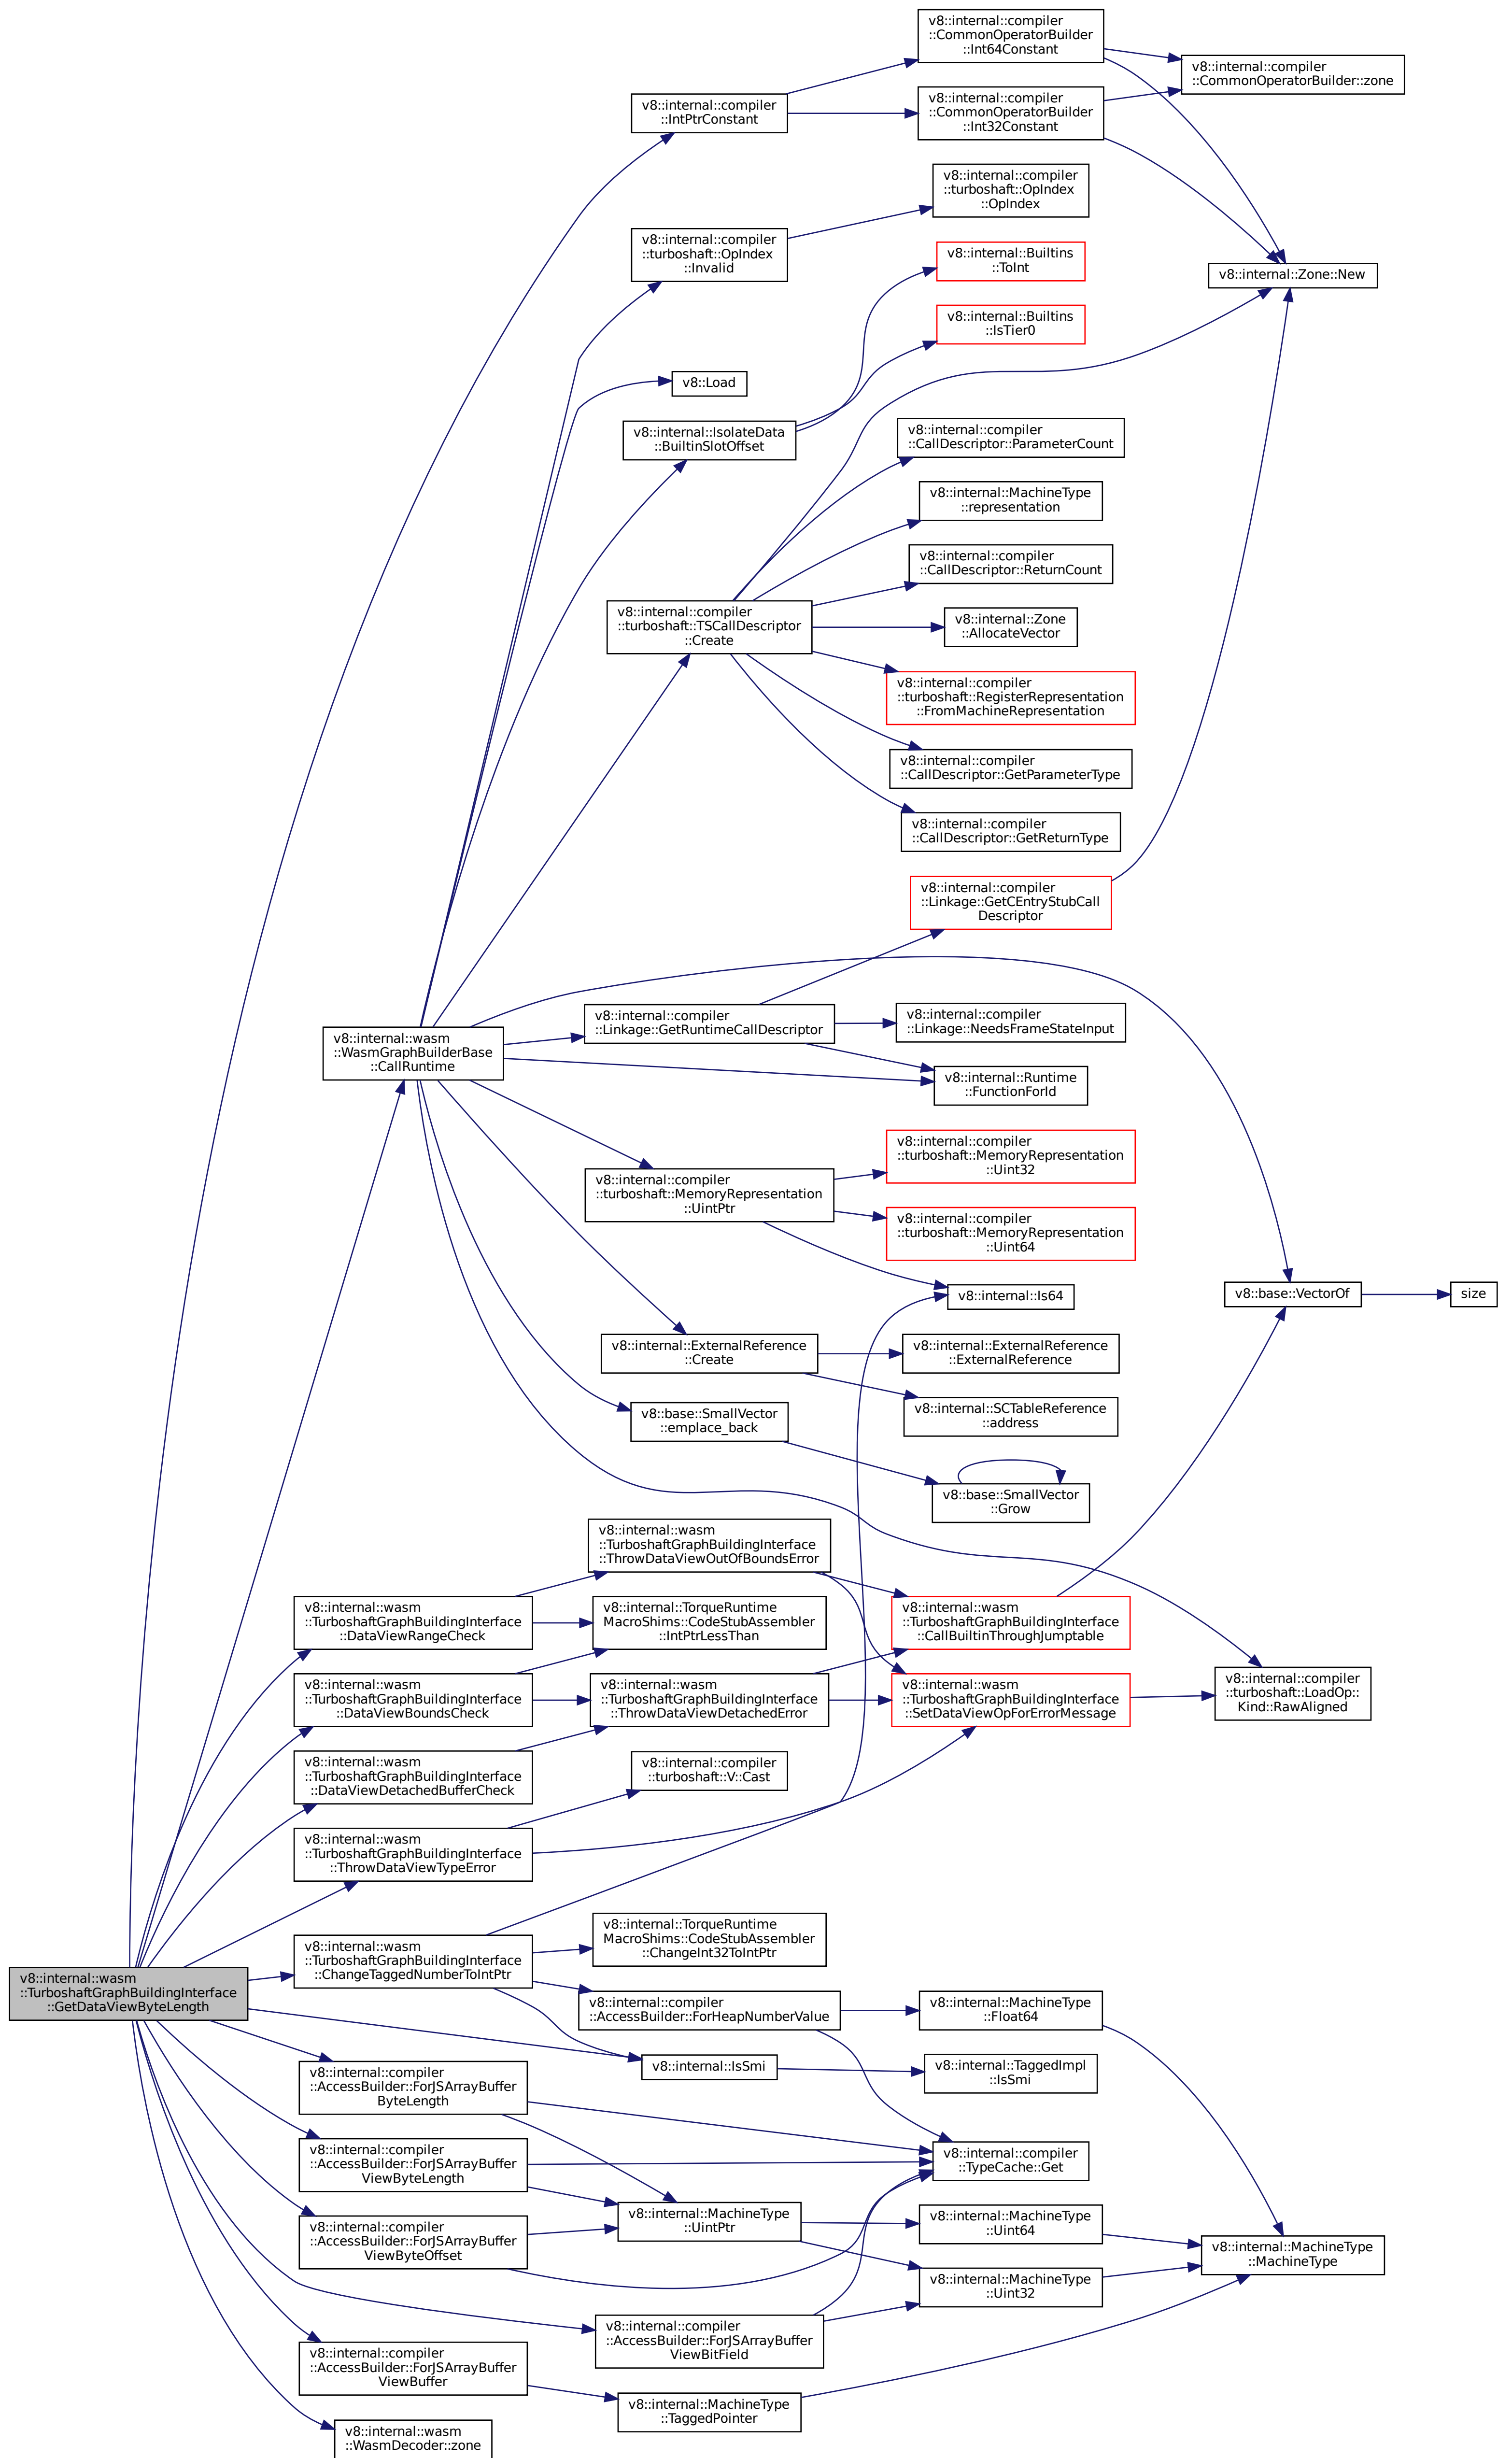 v8::internal::compiler
::CommonOperatorBuilder
::Int64Constant
v8::internal::compiler
::CommonOperatorBuilder::zone
v8::internal::compiler
::IntPtrConstant
v8::internal::compiler
::CommonOperatorBuilder
::Int32Constant
v8::internal::compiler
::turboshaft::OpIndex
::OpIndex
v8::internal::compiler
::turboshaft::OpIndex
::Invalid
v8::internal::Builtins
::ToInt
v8::internal::Zone::New
v8::internal::Builtins
::IsTier0
v8::Load
v8::internal::IsolateData
::BuiltinSlotOffset
v8::internal::compiler
::CallDescriptor::ParameterCount
v8::internal::MachineType
::representation
v8::internal::compiler
::CallDescriptor::ReturnCount
v8::internal::compiler
::turboshaft::TSCallDescriptor
::Create
v8::internal::Zone
::AllocateVector
v8::internal::compiler
::turboshaft::RegisterRepresentation
::FromMachineRepresentation
v8::internal::compiler
::CallDescriptor::GetParameterType
v8::internal::compiler
::CallDescriptor::GetReturnType
v8::internal::compiler
::Linkage::GetCEntryStubCall
Descriptor
v8::internal::wasm
::WasmGraphBuilderBase
::CallRuntime
v8::internal::compiler
::Linkage::GetRuntimeCallDescriptor
v8::internal::compiler
::Linkage::NeedsFrameStateInput
v8::internal::Runtime
::FunctionForId
v8::internal::compiler
::turboshaft::MemoryRepresentation
::Uint32
v8::internal::compiler
::turboshaft::MemoryRepresentation
::UintPtr
v8::internal::compiler
::turboshaft::MemoryRepresentation
::Uint64
v8::internal::Is64
v8::base::VectorOf
size
v8::internal::ExternalReference
::Create
v8::internal::ExternalReference
::ExternalReference
v8::internal::SCTableReference
::address
v8::base::SmallVector
::emplace_back
v8::base::SmallVector
::Grow
v8::internal::wasm
::TurboshaftGraphBuildingInterface
::ThrowDataViewOutOfBoundsError
v8::internal::wasm
::TurboshaftGraphBuildingInterface
::DataViewRangeCheck
v8::internal::TorqueRuntime
MacroShims::CodeStubAssembler
::IntPtrLessThan
v8::internal::wasm
::TurboshaftGraphBuildingInterface
::CallBuiltinThroughJumptable
v8::internal::wasm
::TurboshaftGraphBuildingInterface
::DataViewBoundsCheck
v8::internal::wasm
::TurboshaftGraphBuildingInterface
::ThrowDataViewDetachedError
v8::internal::wasm
::TurboshaftGraphBuildingInterface
::SetDataViewOpForErrorMessage
v8::internal::compiler
::turboshaft::LoadOp::
Kind::RawAligned
v8::internal::wasm
::TurboshaftGraphBuildingInterface
::DataViewDetachedBufferCheck
v8::internal::compiler
::turboshaft::V::Cast
v8::internal::wasm
::TurboshaftGraphBuildingInterface
::ThrowDataViewTypeError
v8::internal::wasm
::TurboshaftGraphBuildingInterface
::ChangeTaggedNumberToIntPtr
v8::internal::TorqueRuntime
MacroShims::CodeStubAssembler
::ChangeInt32ToIntPtr
v8::internal::wasm
::TurboshaftGraphBuildingInterface
::GetDataViewByteLength
v8::internal::compiler
::AccessBuilder::ForHeapNumberValue
v8::internal::MachineType
::Float64
v8::internal::compiler
::AccessBuilder::ForJSArrayBuffer
ByteLength
v8::internal::IsSmi
v8::internal::TaggedImpl
::IsSmi
v8::internal::compiler
::AccessBuilder::ForJSArrayBuffer
ViewByteLength
v8::internal::compiler
::TypeCache::Get
v8::internal::compiler
::AccessBuilder::ForJSArrayBuffer
ViewByteOffset
v8::internal::MachineType
::UintPtr
v8::internal::MachineType
::Uint64
v8::internal::MachineType
::MachineType
v8::internal::MachineType
::Uint32
v8::internal::compiler
::AccessBuilder::ForJSArrayBuffer
ViewBitField
v8::internal::compiler
::AccessBuilder::ForJSArrayBuffer
ViewBuffer
v8::internal::MachineType
::TaggedPointer
v8::internal::wasm
::WasmDecoder::zone